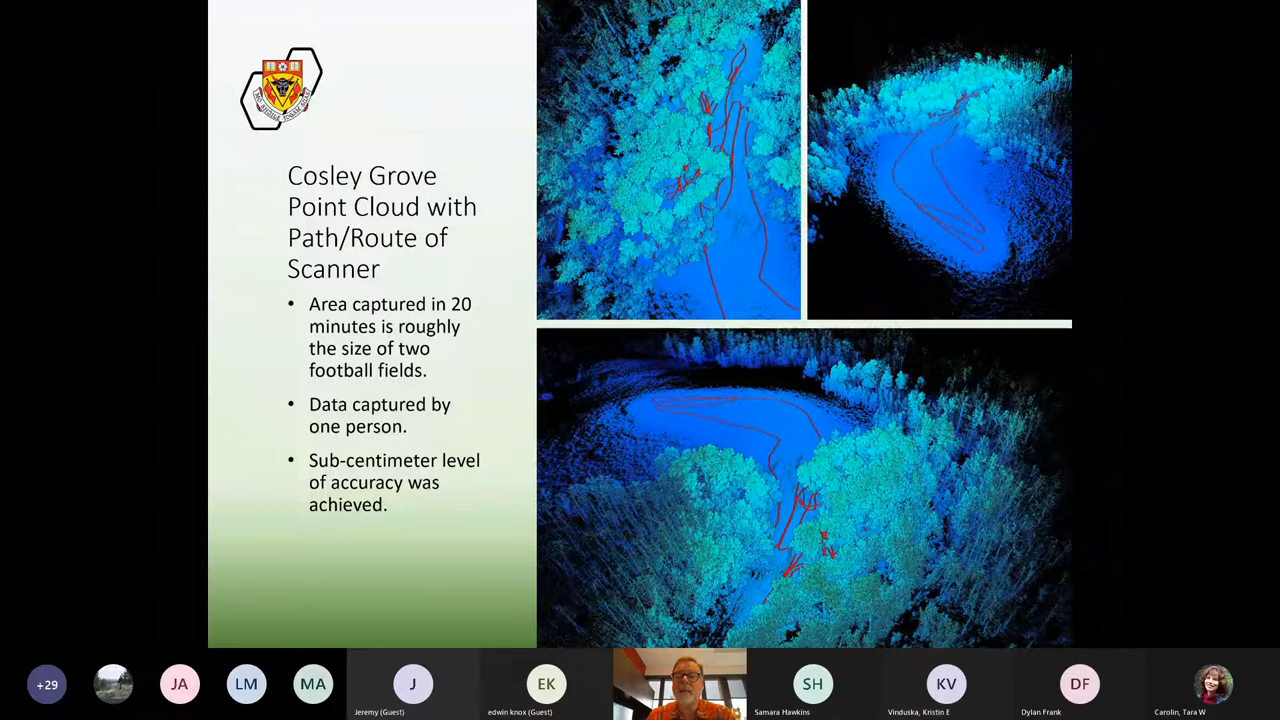 Cosley Grove
Point Cloud with
Path/Route of
Scanner
• Area captured in 20
minutes is roughly
the size of two
football fields.
• Data captured by
one person.
• Sub-centimeter level
of accuracy was
achieved.
+29
JA
LM
MA
J
Jeremy (Guest)
EK
edwin knox (Guest)
SH
Samara Hawkins
KV
Vinduska, Kristin E
DF
Dylan Frank
Carolin, Tara W